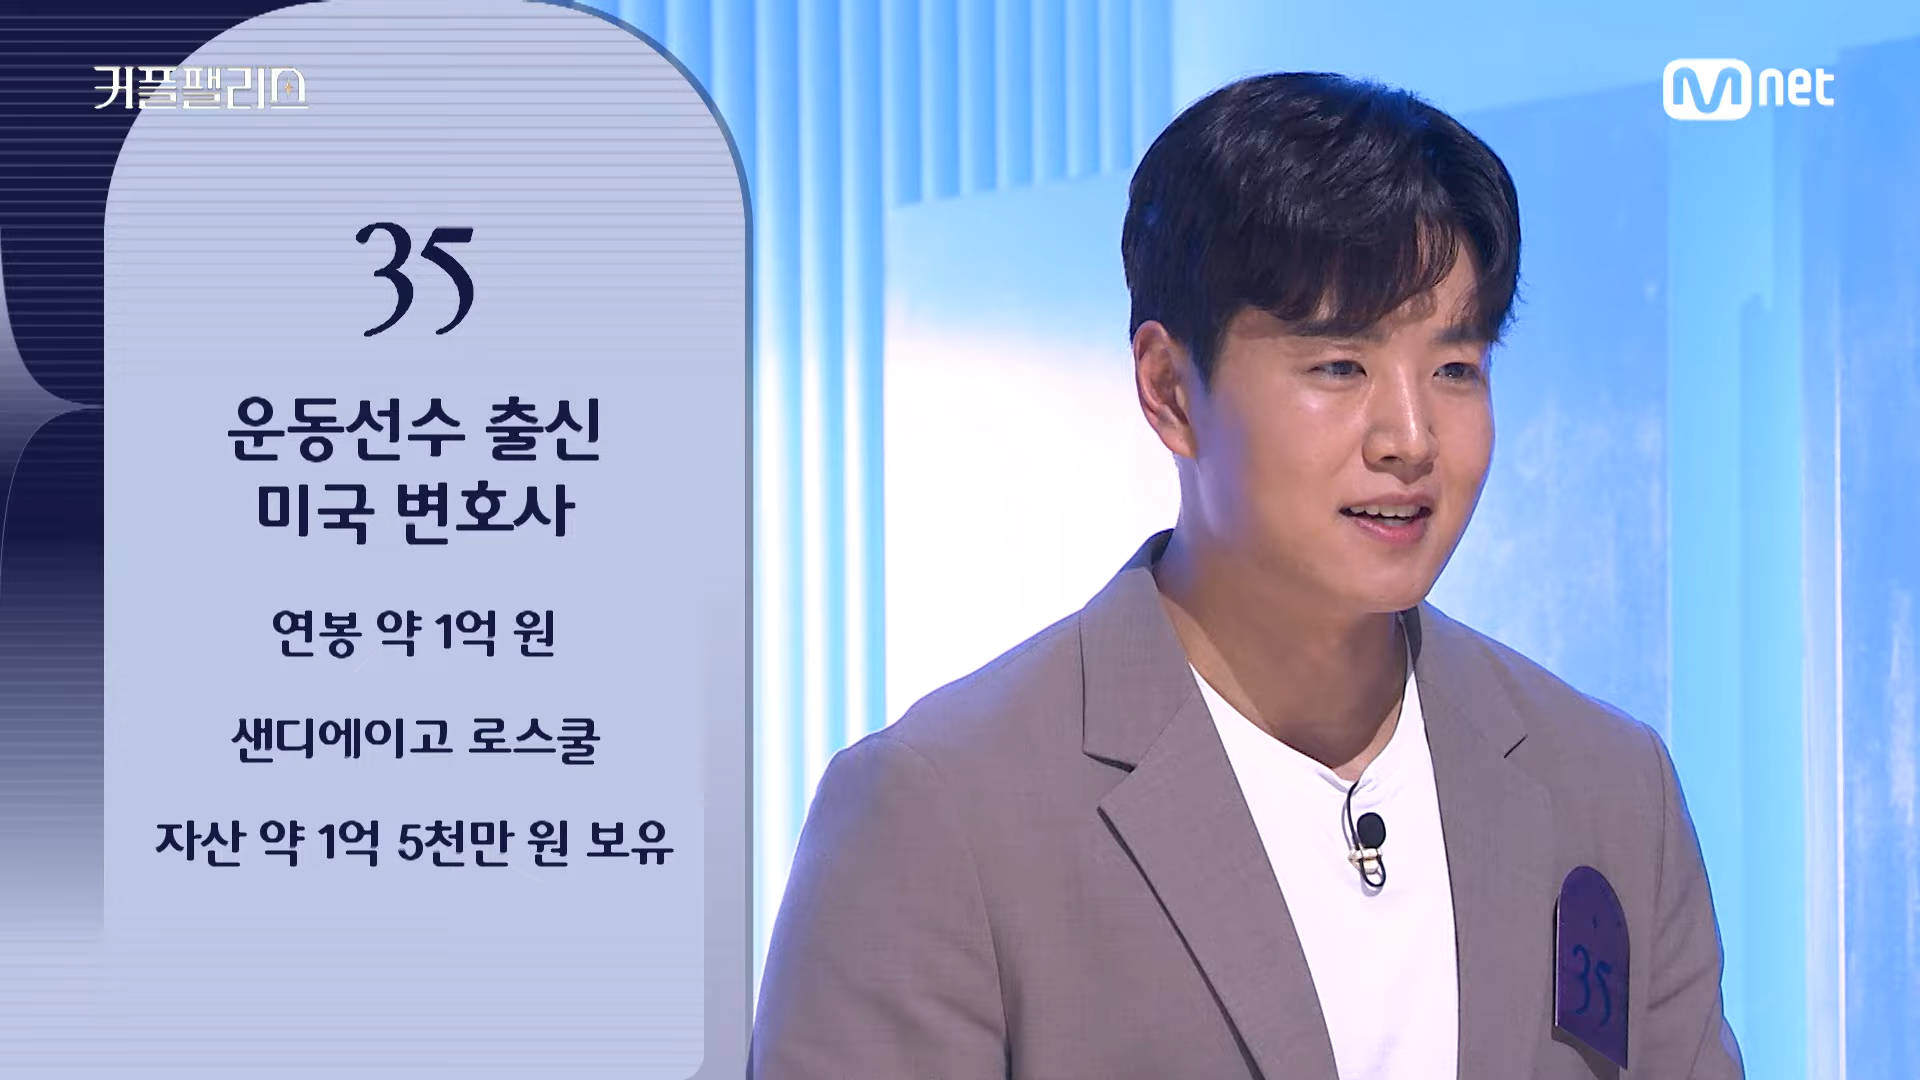 커플팰리스
Mnet
35
운동선수 출신
미국 변호사
연봉 약 1억 원
샌디에이고 로스쿨
자산 약 1억 5천만 원 보유
35